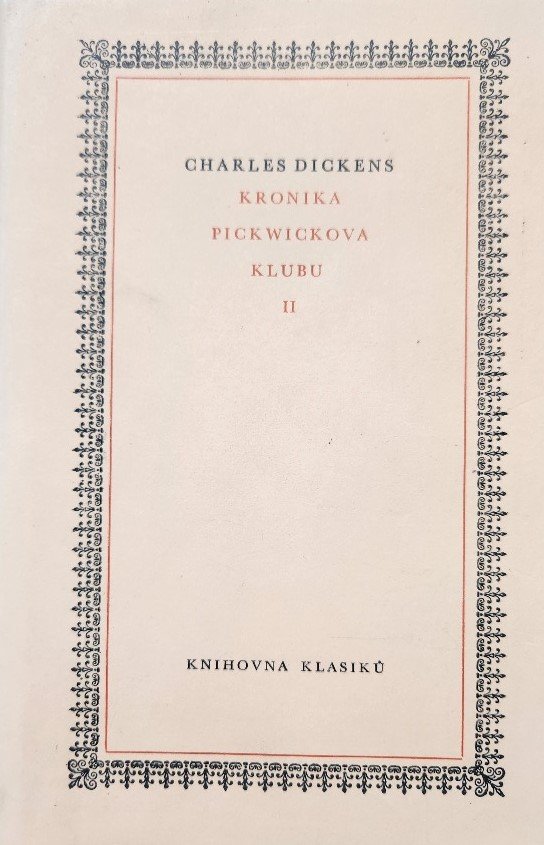 CHARLES DICKENS
KRONIKA
PICKWICKOVA
KLUBU
II
KNIHOVNA KLASIKŮ